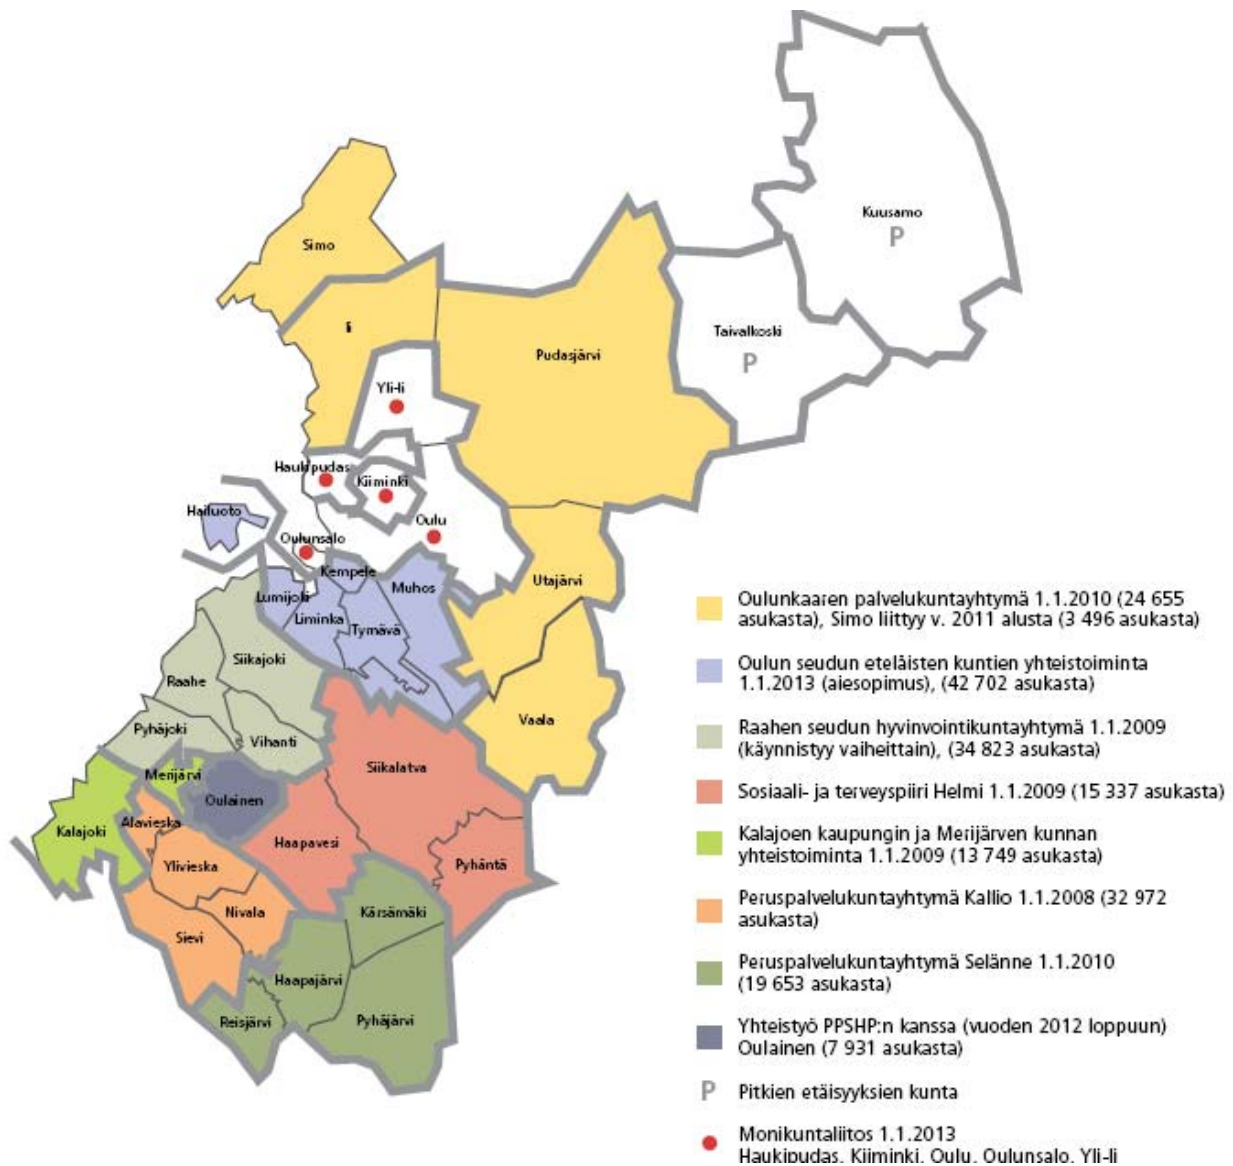 Kuusamo
P
Simo
Ii
Taivalkoski
P
Pudasjärvi
Yli-Ii
Haukipudas
Kiiminki
Hailuoto
Oulu
Oulunsalo
Kempele
Muhos
Utajärvi
Lumijoki
Liminka
Tyrnävä
Siikajoki
Raahe
Pyhäjoki
Vihanti
Vaala
Merijärvi
Siikalatva
Oulainen
Alavieska
Kalajoki
Haapavesi
Ylivieska
Pyhäntä
Nivala
Kärsämäki
Sievi
Haapajärvi
Reisjärvi
Pyhäjärvi
Oulunkaaren palvelukuntayhtymä 1.1.2010 (24 655
asukasta), Simo liittyy v. 2011 alusta (3 496 asukasta)
Oulun seudun eteläisten kuntien yhteistoiminta
1.1.2013 (aiesopimus), (42 702 asukasta)
Raahen seudun hyvinvointikuntayhtymä 1.1.2009
(käynnistyy vaiheittain), (34 823 asukasta)
Sosiaali- ja terveyspiiri Helmi 1.1.2009 (15 337 asukasta)
Kalajoen kaupungin ja Merijärven kunnan
yhteistoiminta 1.1.2009 (13 749 asukasta)
Peruspalvelukuntayhtymä Kallio 1.1.2008 (32 972
asukasta)
Peruspalvelukuntayhtymä Selänne 1.1.2010
(19 653 asukasta)
Yhteistyö PPSHP:n kanssa (vuoden 2012 loppuun)
Oulainen (7 931 asukasta)
P Pitkien etäisyyksien kunta
Monikuntaliitos 1.1.2013
Haukipudas, Kiiminki, Oulu, Oulunsalo, Yli-Ii